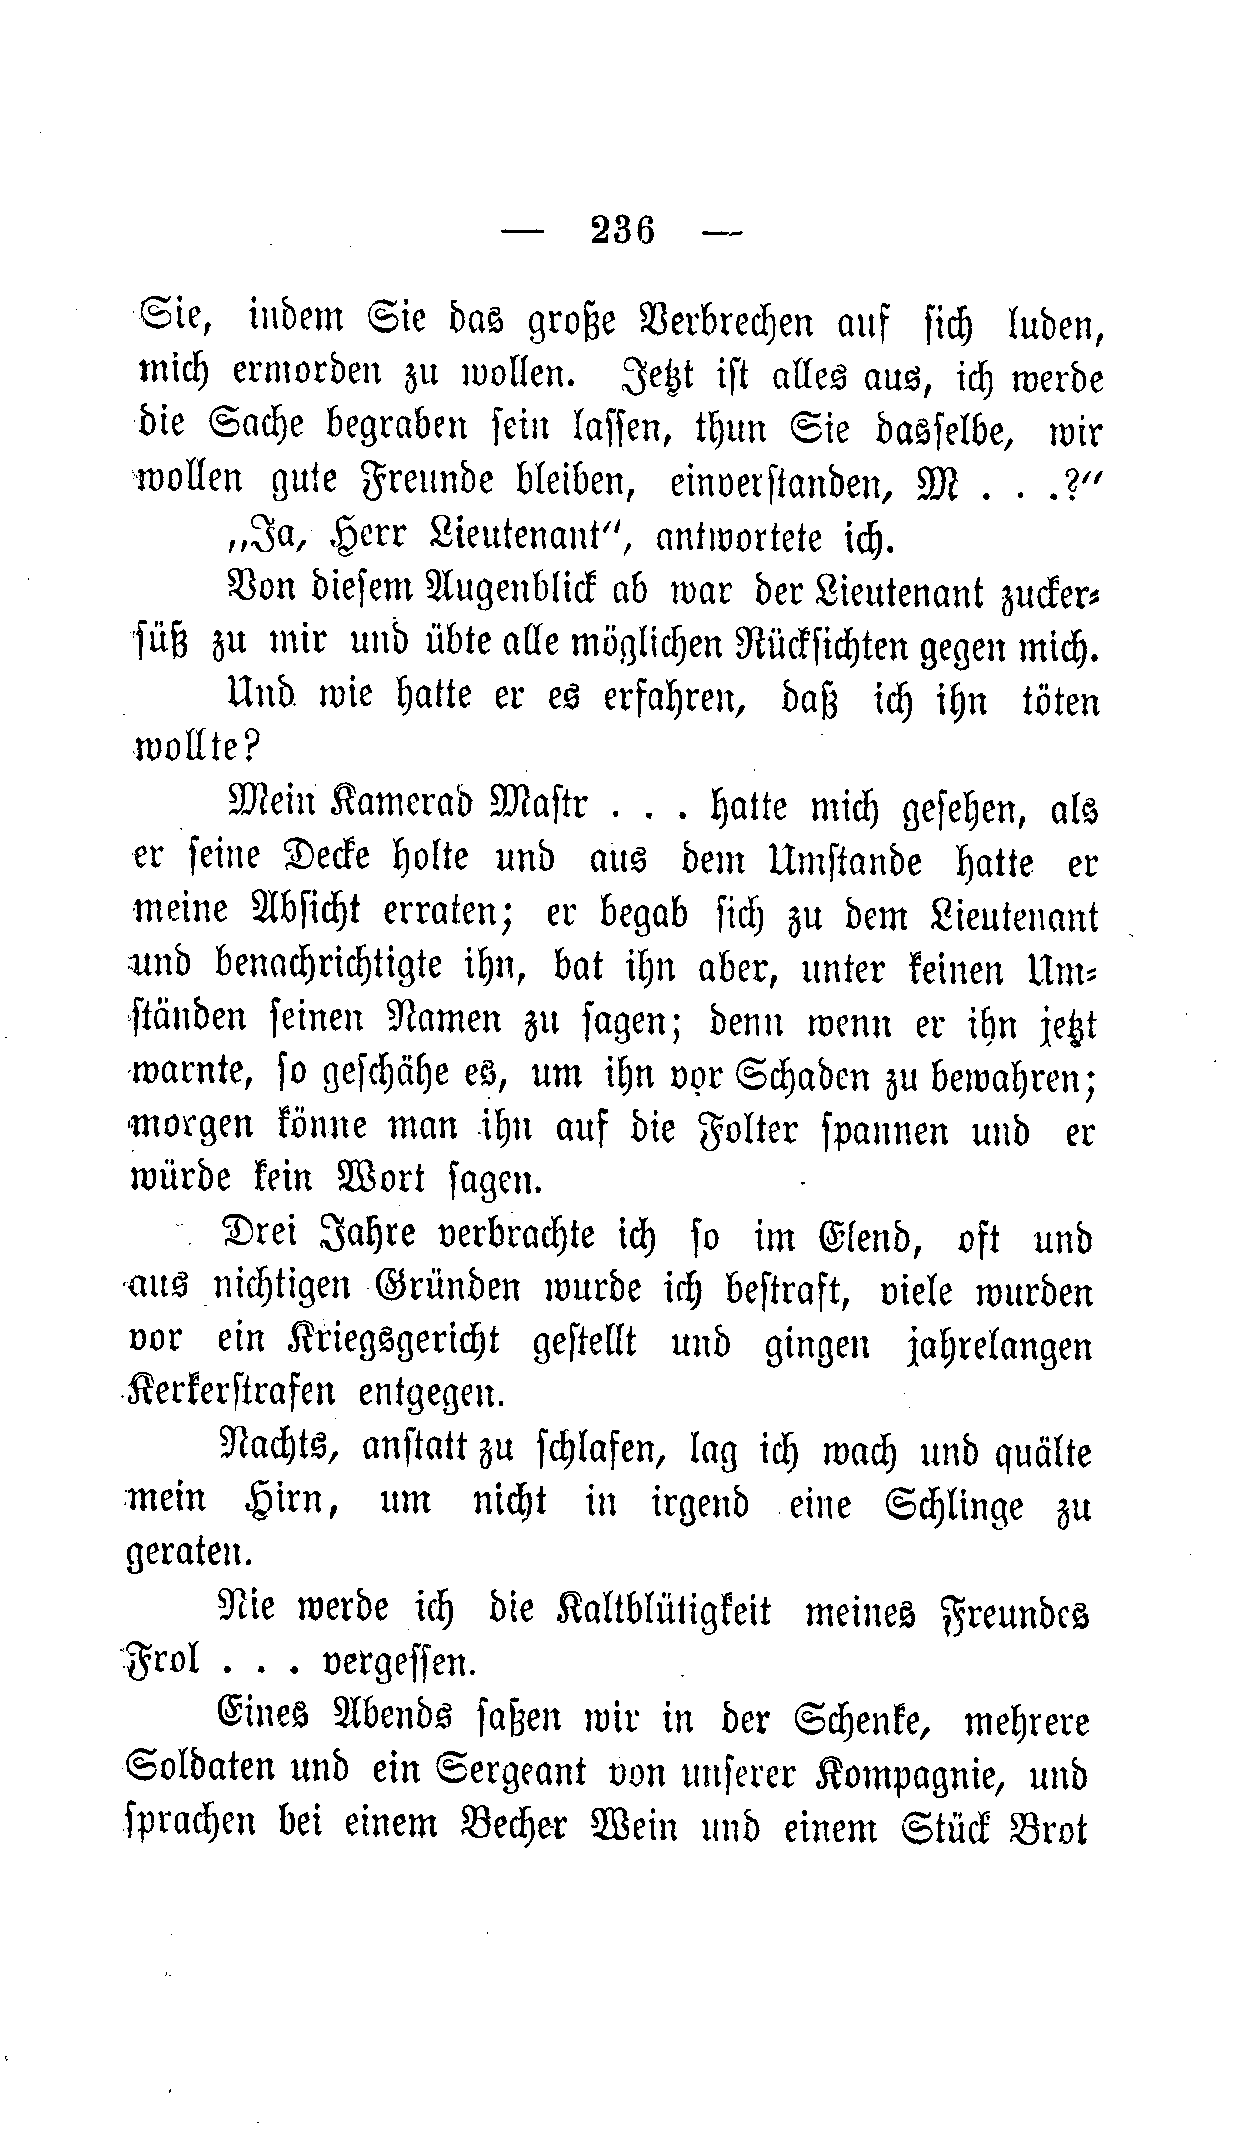 — 236 —
Sie, indem Sie das große Verbrechen auf sich luden,
mich ermorden zu wollen. Jetzt ist alles aus, ich werde
die Sache begraben sein lassen, thun Sie dasselbe, wir
wollen gute Freunde bleiben, einverstanden, M . . .?"
„Ja, Herr Lieutenant", antwortete ich.
Von diesem Augenblick ab war der Lieutenant zucker-
süß zu mir und übte alle möglichen Rücksichten gegen mich.
Und wie hatte er es erfahren, daß ich ihn töten
wollte?
Mein Kamerad Mastr . . . hatte mich gesehen, als
er seine Decke holte und aus dem Umstande hatte er
meine Absicht erraten; er begab sich zu dem Lieutenant
und benachrichtigte ihn, bat ihn aber, unter keinen Um-
ständen seinen Namen zu sagen; denn wenn er ihn jetzt
warnte, so geschähe es, um ihn vor Schaden zu bewahren;
morgen könne man ihn auf die Folter spannen und er
würde kein Wort sagen.
Drei Jahre verbrachte ich so im Elend, oft und
aus nichtigen Gründen wurde ich bestraft, viele wurden
vor ein Kriegsgericht gestellt und gingen jahrelangen
Kerkerstrafen entgegen.
Nachts, anstatt zu schlafen, lag ich wach und quälte
mein Hirn, um nicht in irgend eine Schlinge zu
geraten.
Nie werde ich die Kaltblütigkeit meines Freundes
Frol . . . vergessen.
Eines Abends saßen wir in der Schenke, mehrere
Soldaten und ein Sergeant von unserer Kompagnie, und
sprachen bei einem Becher Wein und einem Stück Brot